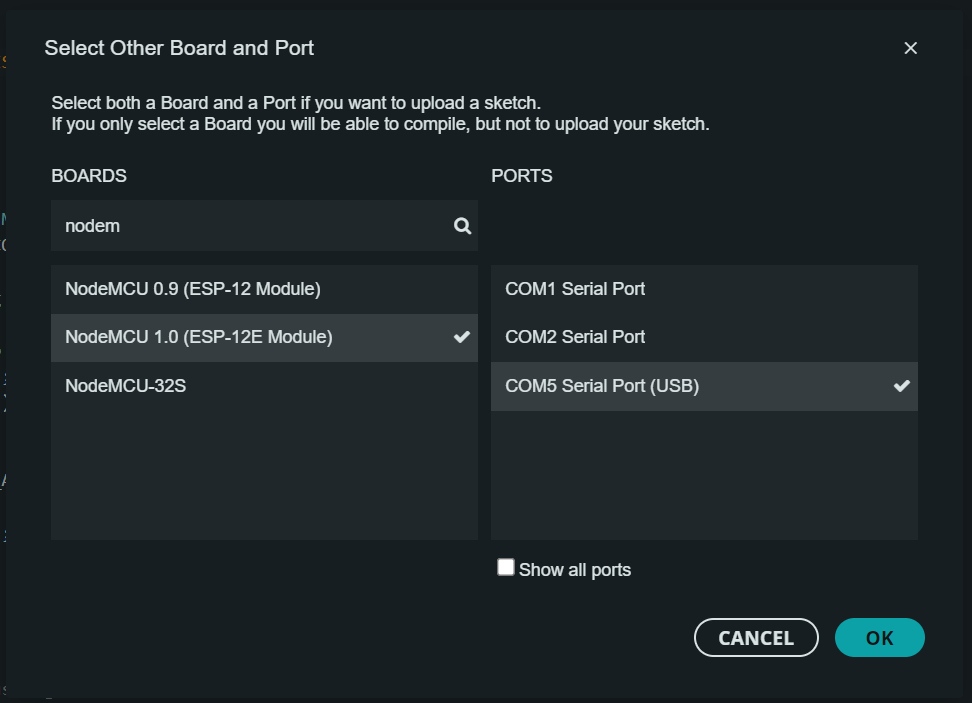 Select Other Board and Port
Select both a Board and a Port if you want to upload a sketch.
If you only select a Board you will be able to compile, but not to upload your sketch.
BOARDS
nodem
NodeMCU 0.9 (ESP-12 Module)
NodeMCU 1.0 (ESP-12E Module)
NodeMCU-32S
PORTS
COM1 Serial Port
COM2 Serial Port
COM5 Serial Port (USB)
Show all ports
CANCEL
OK